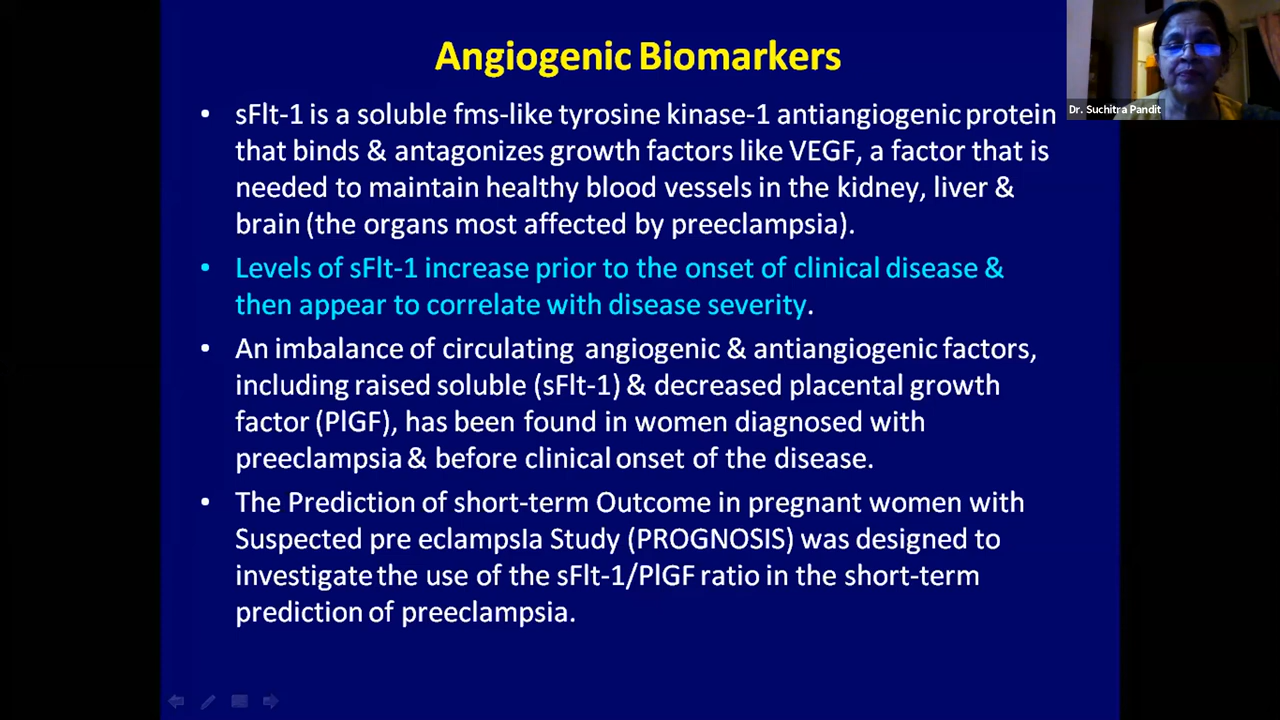 Angiogenic Biomarkers
Dr. Suchitra Pandit
• sFlt-1 is a soluble fms-like tyrosine kinase-1 antiangiogenic protein
that binds & antagonizes growth factors like VEGF, a factor that is
needed to maintain healthy blood vessels in the kidney, liver &
brain (the organs most affected by preeclampsia).
• Levels of sFlt-1 increase prior to the onset of clinical disease &
then appear to correlate with disease severity.
• An imbalance of circulating angiogenic & antiangiogenic factors,
including raised soluble (sFlt-1) & decreased placental growth
factor (PlGF), has been found in women diagnosed with
preeclampsia & before clinical onset of the disease.
• The Prediction of short-term Outcome in pregnant women with
Suspected pre eclampsIa Study (PROGNOSIS) was designed to
investigate the use of the sFlt-1/PlGF ratio in the short-term
prediction of preeclampsia.